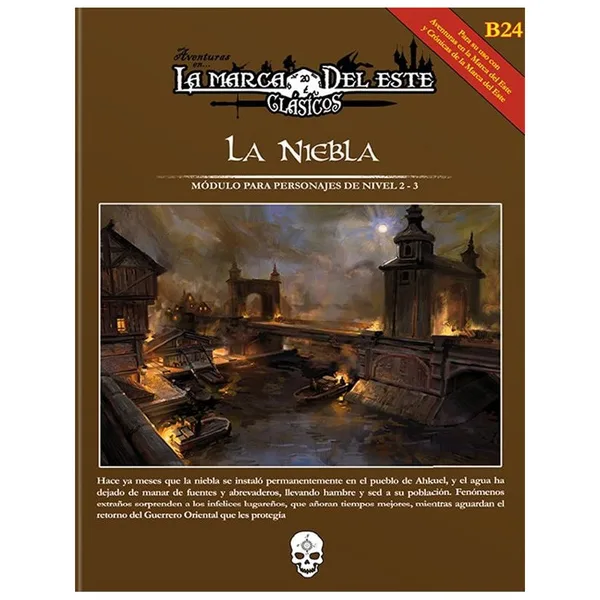 B24
Para su uso con
Aventuras en la Marca del Este
y Crónicas de la Marca del Este
Aventuras
en...
LA MARCA DEL ESTE
20
CLÁSICOS
LA NIEBLA
MÓDULO PARA PERSONAJES DE NIVEL 2 - 3
Hace ya meses que la niebla se instaló permanentemente en el pueblo de Ahkuel, y el agua ha
dejado de manar de fuentes y abrevaderos, llevando hambre y sed a su población. Fenómenos
extraños sorprenden a los infelices lugareños, que añoran tiempos mejores, mientras aguardan el
retorno del Guerrero Oriental que les protegía